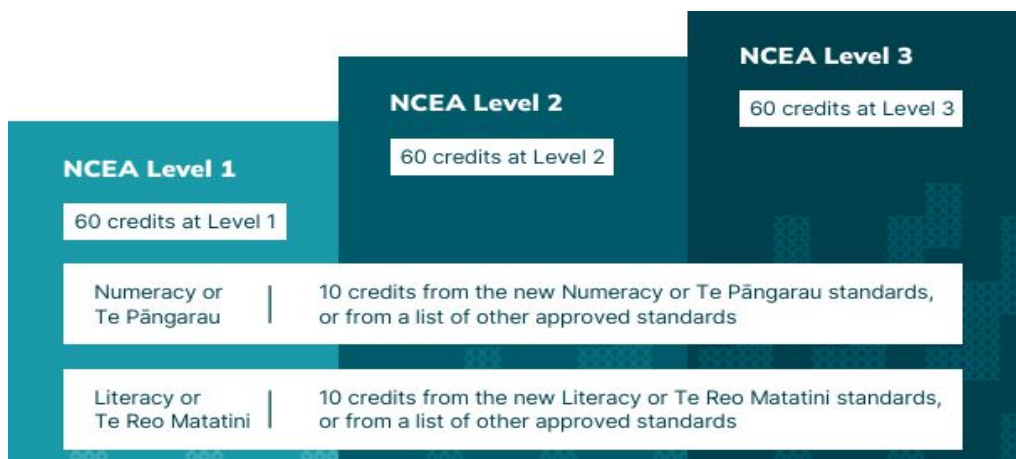 NCEA Level 1
60 credits at Level 1
NCEA Level 2
60 credits at Level 2
NCEA Level 3
60 credits at Level 3
Numeracy or
Te Pāngarau
10 credits from the new Numeracy or Te Pāngarau standards,
or from a list of other approved standards
Literacy or
Te Reo Matatini
10 credits from the new Literacy or Te Reo Matatini standards,
or from a list of other approved standards